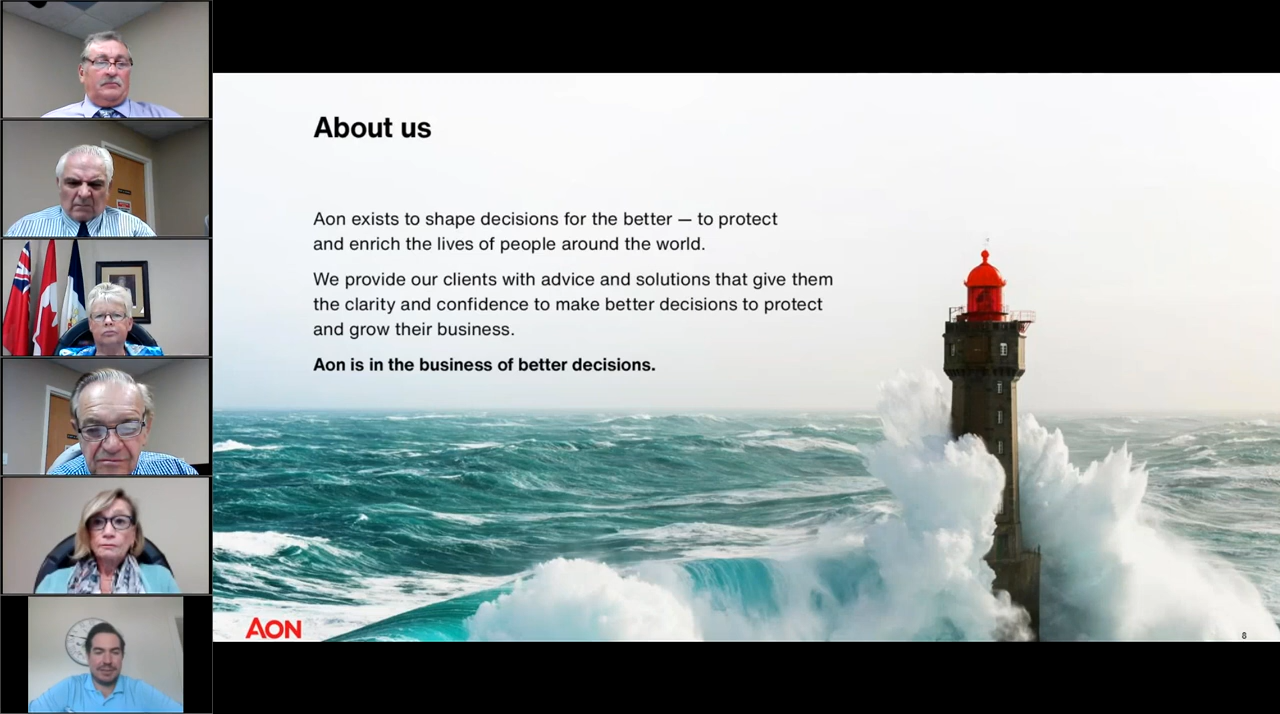 About us
Aon exists to shape decisions for the better — to protect
and enrich the lives of people around the world.
We provide our clients with advice and solutions that give them
the clarity and confidence to make better decisions to protect
and grow their business.
Aon is in the business of better decisions.
AON
8